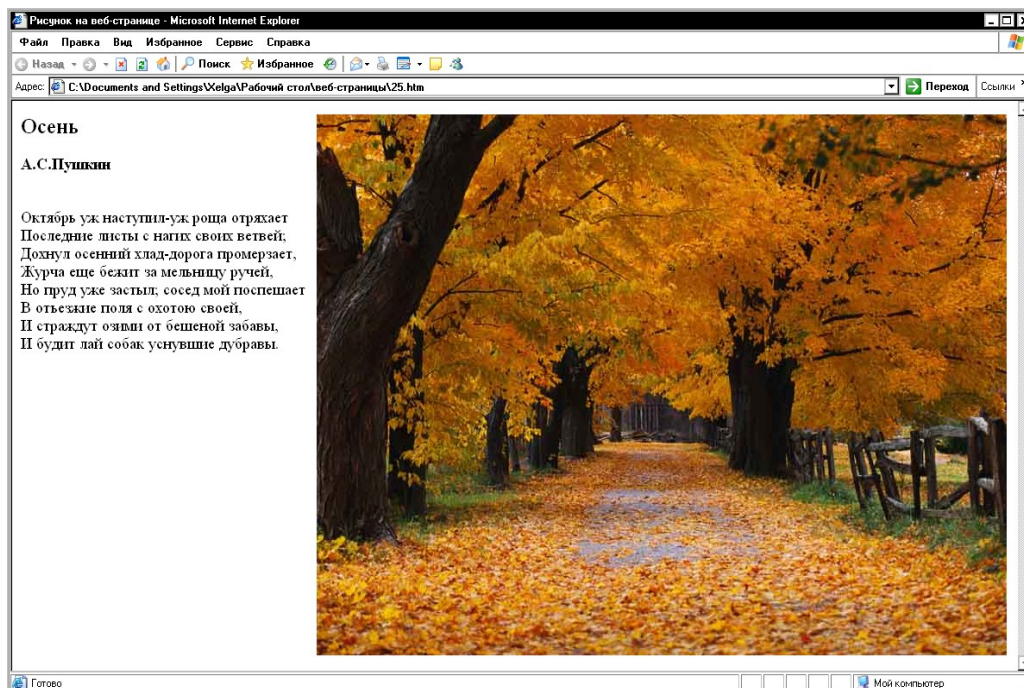 Рисунок на веб-странице - Microsoft Internet Explorer
Файл Правка Вид Избранное Сервис Справка
Назад Поиск Избранное
Адрес: C:\Documents and Settings\Xelga\Рабочий стол\веб-страницы\25.htm Переход Ссылки
Осень
А.С.Пушкин
Октябрь уж наступил-уж роща отряхает
Последние листы с нагих своих ветвей;
Дохнул осенний хлад-дорога промерзает,
Журча еще бежит за мельницу ручей,
Но пруд уже застыл; сосед мой поспешает
В отьезжие поля с охотою своей,
И страждут озими от бешеной забавы,
И будит лай собак уснувшие дубравы.
Готово Мой компьютер